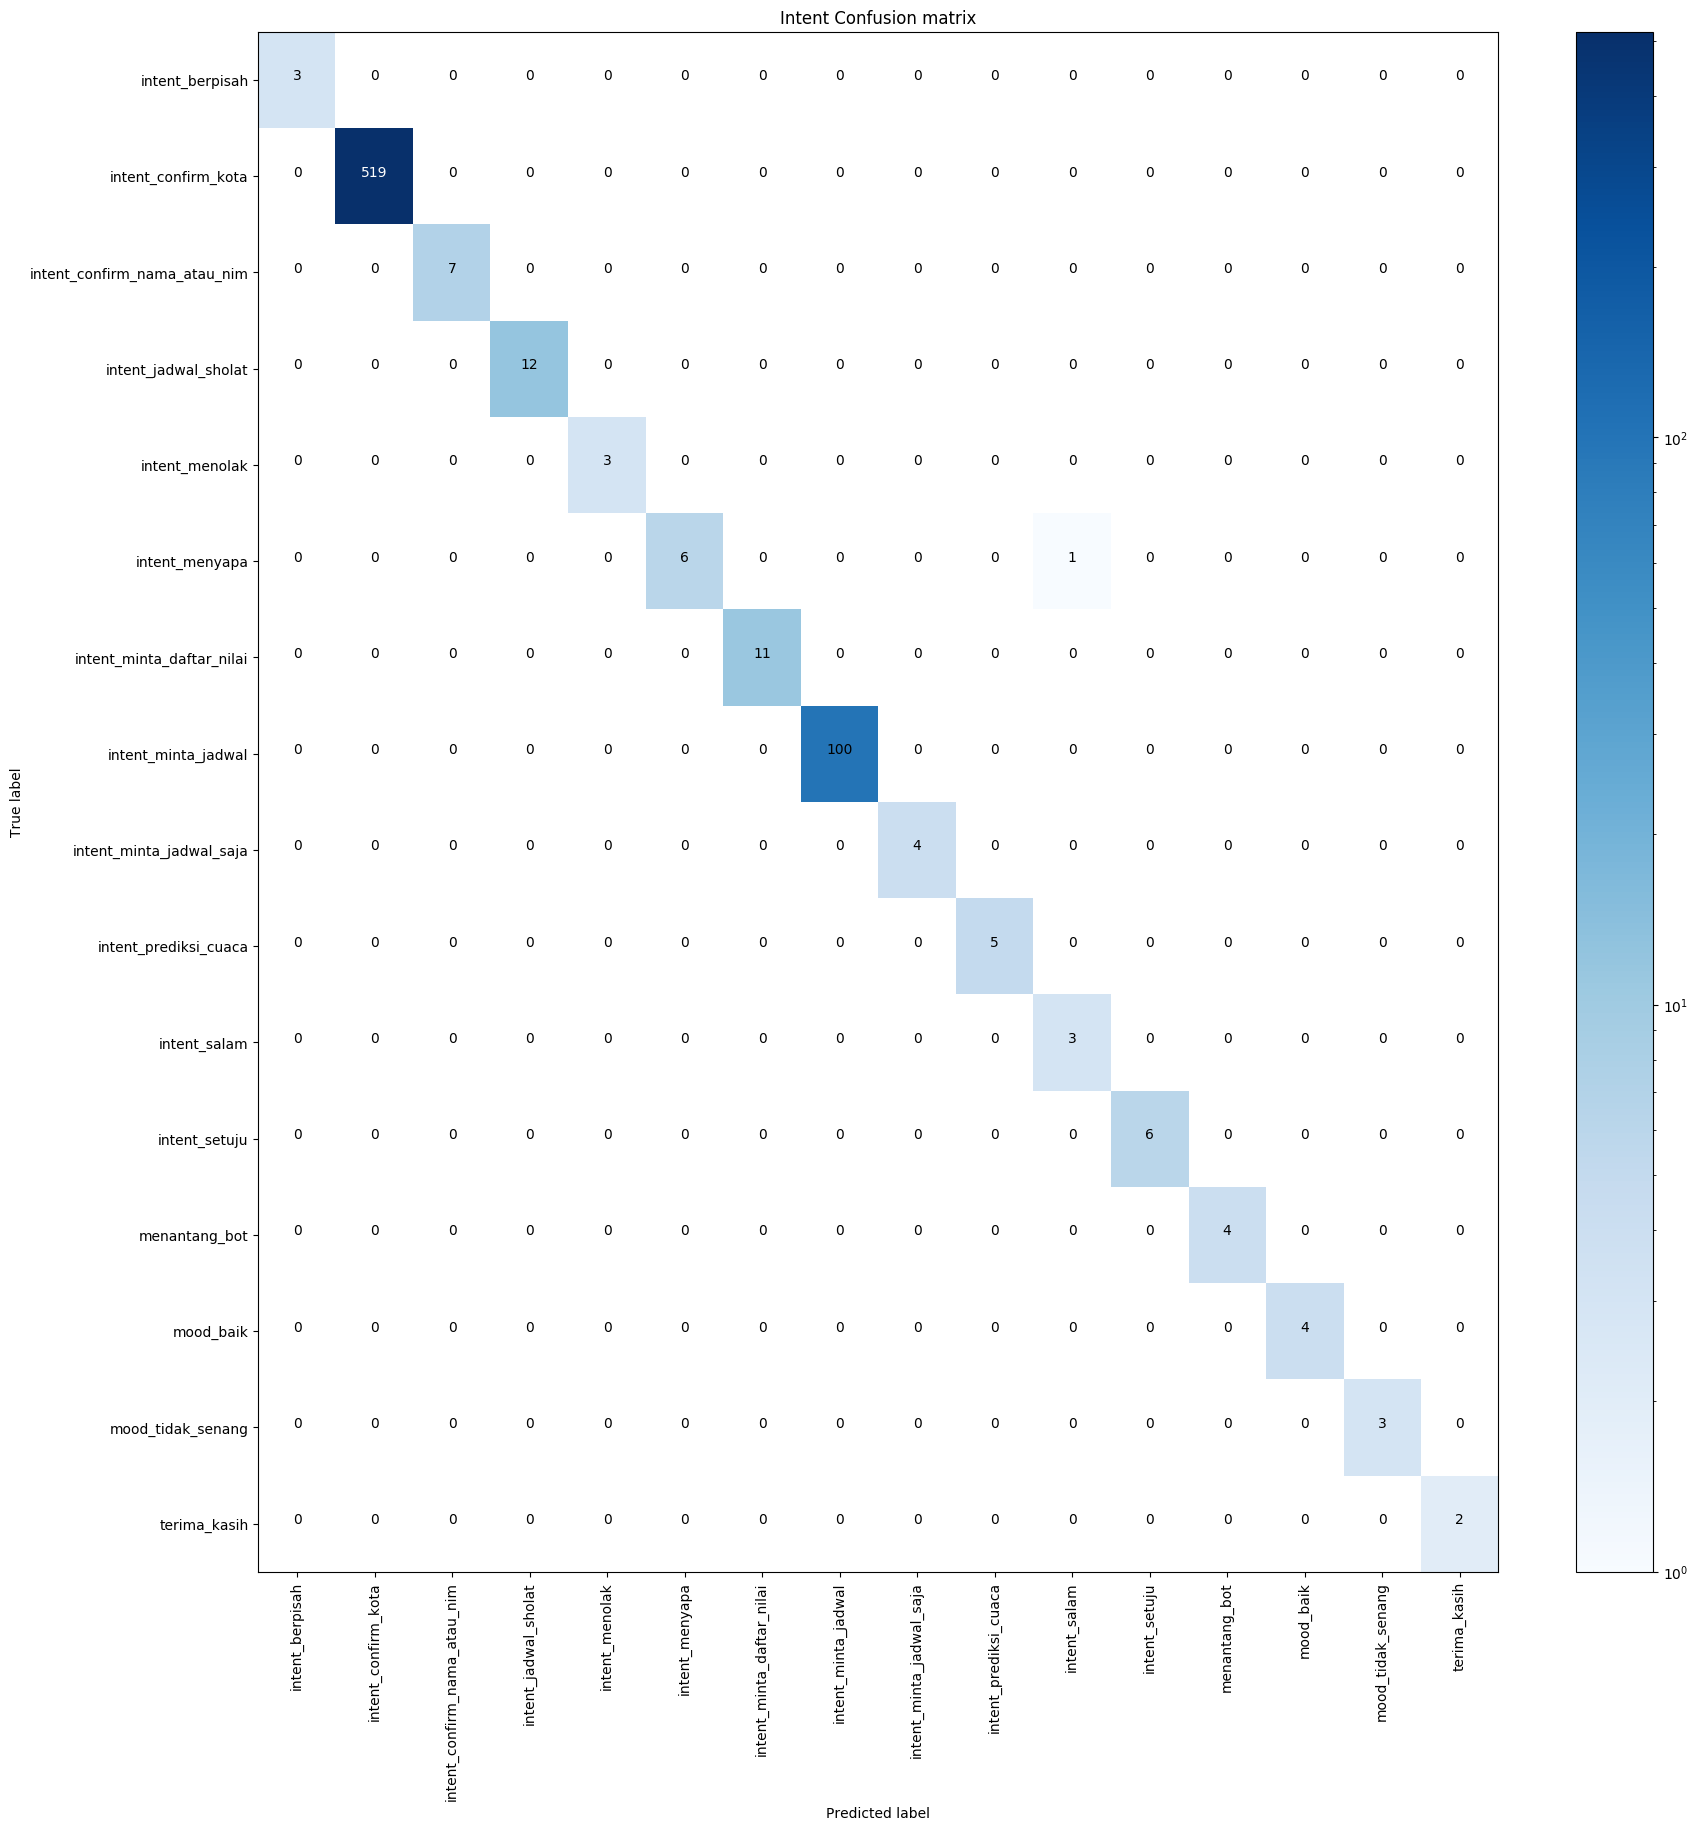 Intent Confusion matrix
True label
intent_berpisah 3 0 0 0 0 0 0 0 0 0 0 0 0 0 0 0
intent_confirm_kota 0 519 0 0 0 0 0 0 0 0 0 0 0 0 0 0
intent_confirm_nama_atau_nim 0 0 7 0 0 0 0 0 0 0 0 0 0 0 0 0
intent_jadwal_sholat 0 0 0 12 0 0 0 0 0 0 0 0 0 0 0 0
intent_menolak 0 0 0 0 3 0 0 0 0 0 0 0 0 0 0 0
intent_menyapa 0 0 0 0 0 6 0 0 0 0 1 0 0 0 0 0
intent_minta_daftar_nilai 0 0 0 0 0 0 11 0 0 0 0 0 0 0 0 0
intent_minta_jadwal 0 0 0 0 0 0 0 100 0 0 0 0 0 0 0 0
intent_minta_jadwal_saja 0 0 0 0 0 0 0 0 4 0 0 0 0 0 0 0
intent_prediksi_cuaca 0 0 0 0 0 0 0 0 0 5 0 0 0 0 0 0
intent_salam 0 0 0 0 0 0 0 0 0 0 3 0 0 0 0 0
intent_setuju 0 0 0 0 0 0 0 0 0 0 0 6 0 0 0 0
menantang_bot 0 0 0 0 0 0 0 0 0 0 0 0 4 0 0 0
mood_baik 0 0 0 0 0 0 0 0 0 0 0 0 0 4 0 0
mood_tidak_senang 0 0 0 0 0 0 0 0 0 0 0 0 0 0 3 0
terima_kasih 0 0 0 0 0 0 0 0 0 0 0 0 0 0 0 2
intent_berpisah
intent_confirm_kota
intent_confirm_nama_atau_nim
intent_jadwal_sholat
intent_menolak
intent_menyapa
intent_minta_daftar_nilai
intent_minta_jadwal
intent_minta_jadwal_saja
intent_prediksi_cuaca
intent_salam
intent_setuju
menantang_bot
mood_baik
mood_tidak_senang
terima_kasih
Predicted label
10²
10¹
10⁰